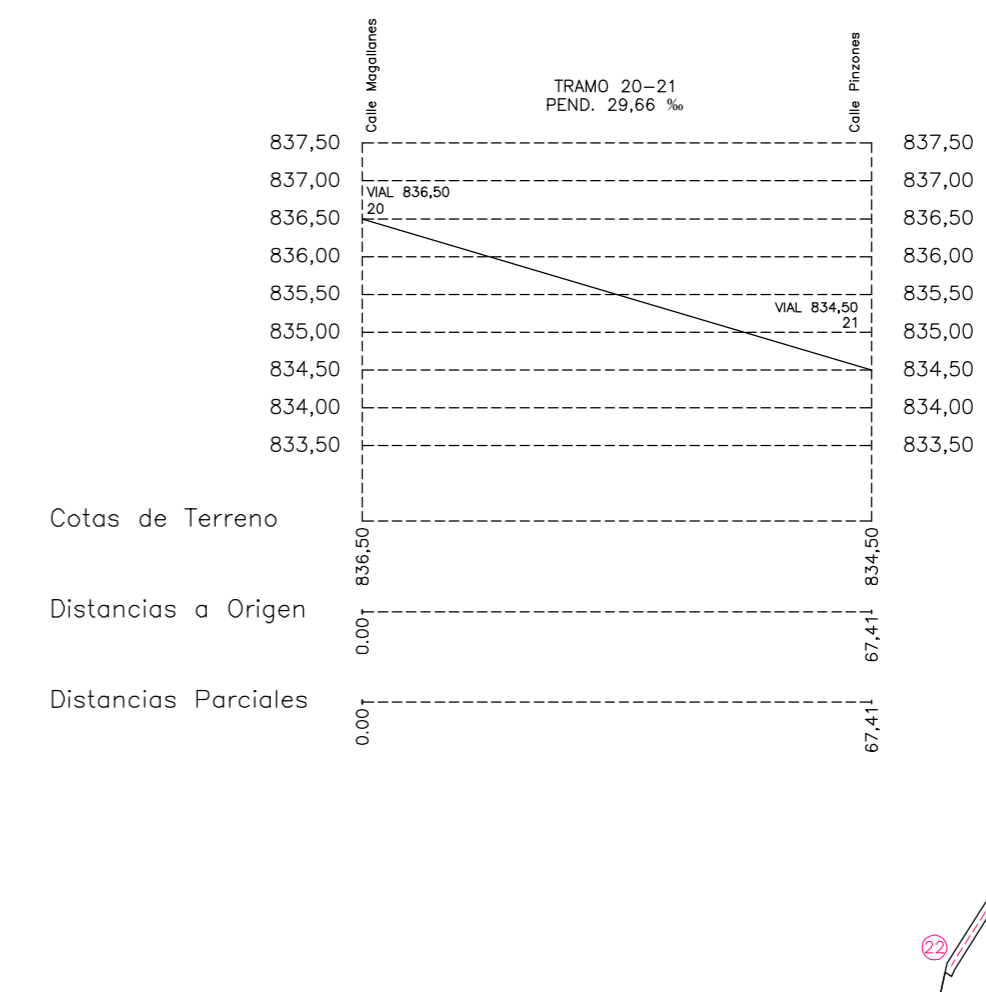 Calle Magallanes
Calle Pinzones
TRAMO 20-21
PEND. 29,66 ‰
837,50 837,50
837,00 837,00
VIAL 836,50
20
836,50 836,50
836,00 836,00
835,50 835,50
VIAL 834,50
21
835,00 835,00
834,50 834,50
834,00 834,00
833,50 833,50
Cotas de Terreno
836,50 834,50
Distancias a Origen
0.00 67,41
Distancias Parciales
0.00 67,41
22